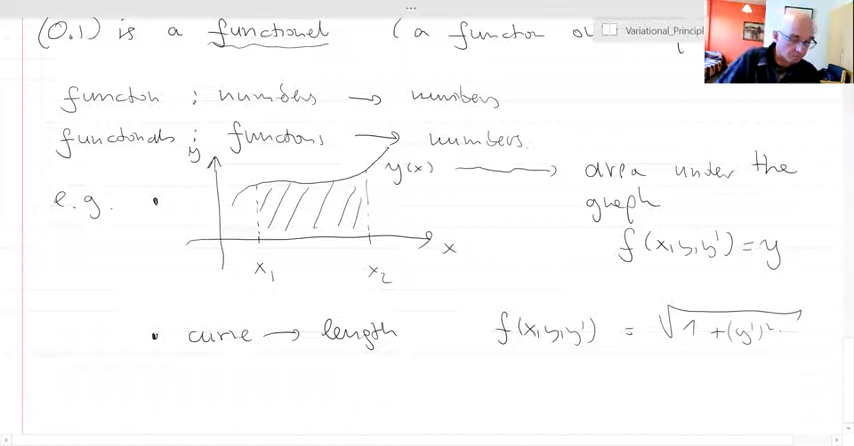 (0.1) is a functional (a function
Variational_Principl
function : numbers → numbers
functionals : functions → numbers.
y
y(x) → area under the
e.g. •
graph
x
f(x,y,y') = y
x₁ x₂
• curve → length f(x,y,y') = √1+(y')²